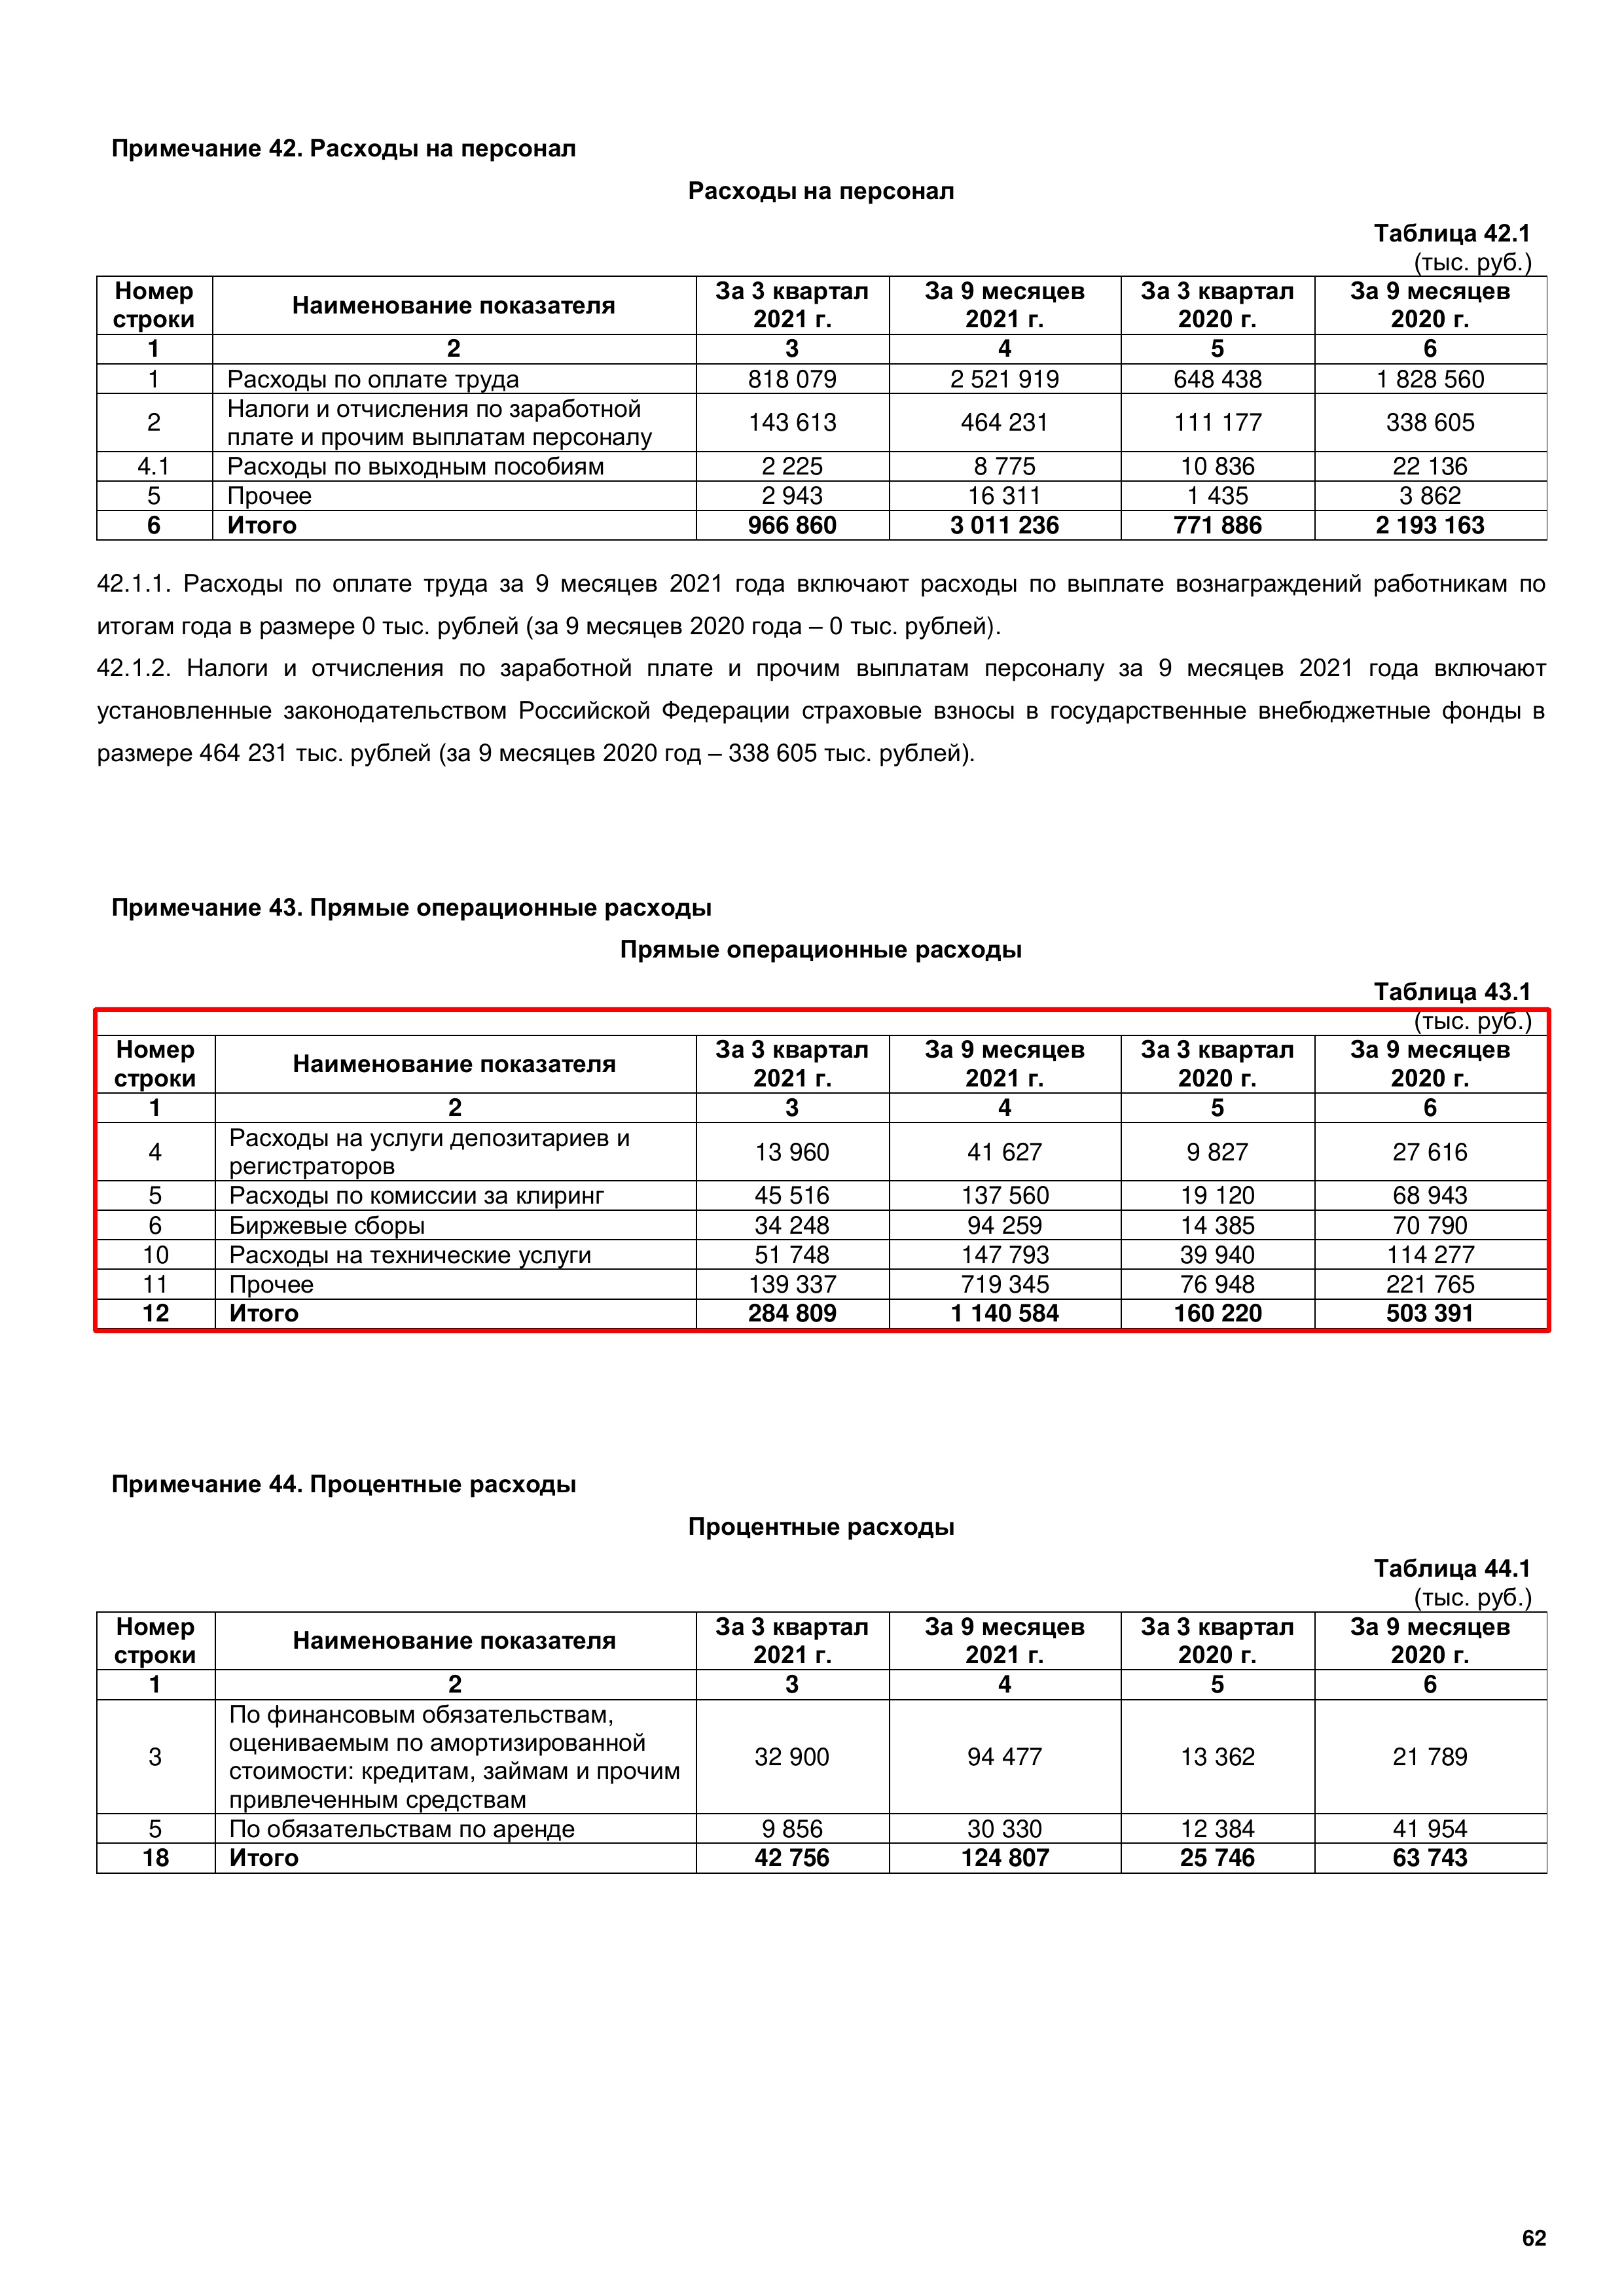 Примечание 42. Расходы на персонал
Расходы на персонал
Таблица 42.1
(тыс. руб.)
Номер строки Наименование показателя За 3 квартал 2021 г. За 9 месяцев 2021 г. За 3 квартал 2020 г. За 9 месяцев 2020 г.
1 2 3 4 5 6
1 Расходы по оплате труда 818 079 2 521 919 648 438 1 828 560
2 Налоги и отчисления по заработной плате и прочим выплатам персоналу 143 613 464 231 111 177 338 605
4.1 Расходы по выходным пособиям 2 225 8 775 10 836 22 136
5 Прочее 2 943 16 311 1 435 3 862
6 Итого 966 860 3 011 236 771 886 2 193 163
42.1.1. Расходы по оплате труда за 9 месяцев 2021 года включают расходы по выплате вознаграждений работникам по
итогам года в размере 0 тыс. рублей (за 9 месяцев 2020 года – 0 тыс. рублей).
42.1.2. Налоги и отчисления по заработной плате и прочим выплатам персоналу за 9 месяцев 2021 года включают
установленные законодательством Российской Федерации страховые взносы в государственные внебюджетные фонды в
размере 464 231 тыс. рублей (за 9 месяцев 2020 год – 338 605 тыс. рублей).
Примечание 43. Прямые операционные расходы
Прямые операционные расходы
Таблица 43.1
(тыс. руб.)
Номер строки Наименование показателя За 3 квартал 2021 г. За 9 месяцев 2021 г. За 3 квартал 2020 г. За 9 месяцев 2020 г.
1 2 3 4 5 6
4 Расходы на услуги депозитариев и регистраторов 13 960 41 627 9 827 27 616
5 Расходы по комиссии за клиринг 45 516 137 560 19 120 68 943
6 Биржевые сборы 34 248 94 259 14 385 70 790
10 Расходы на технические услуги 51 748 147 793 39 940 114 277
11 Прочее 139 337 719 345 76 948 221 765
12 Итого 284 809 1 140 584 160 220 503 391
Примечание 44. Процентные расходы
Процентные расходы
Таблица 44.1
(тыс. руб.)
Номер строки Наименование показателя За 3 квартал 2021 г. За 9 месяцев 2021 г. За 3 квартал 2020 г. За 9 месяцев 2020 г.
1 2 3 4 5 6
3 По финансовым обязательствам, оцениваемым по амортизированной стоимости: кредитам, займам и прочим привлеченным средствам 32 900 94 477 13 362 21 789
5 По обязательствам по аренде 9 856 30 330 12 384 41 954
18 Итого 42 756 124 807 25 746 63 743
62